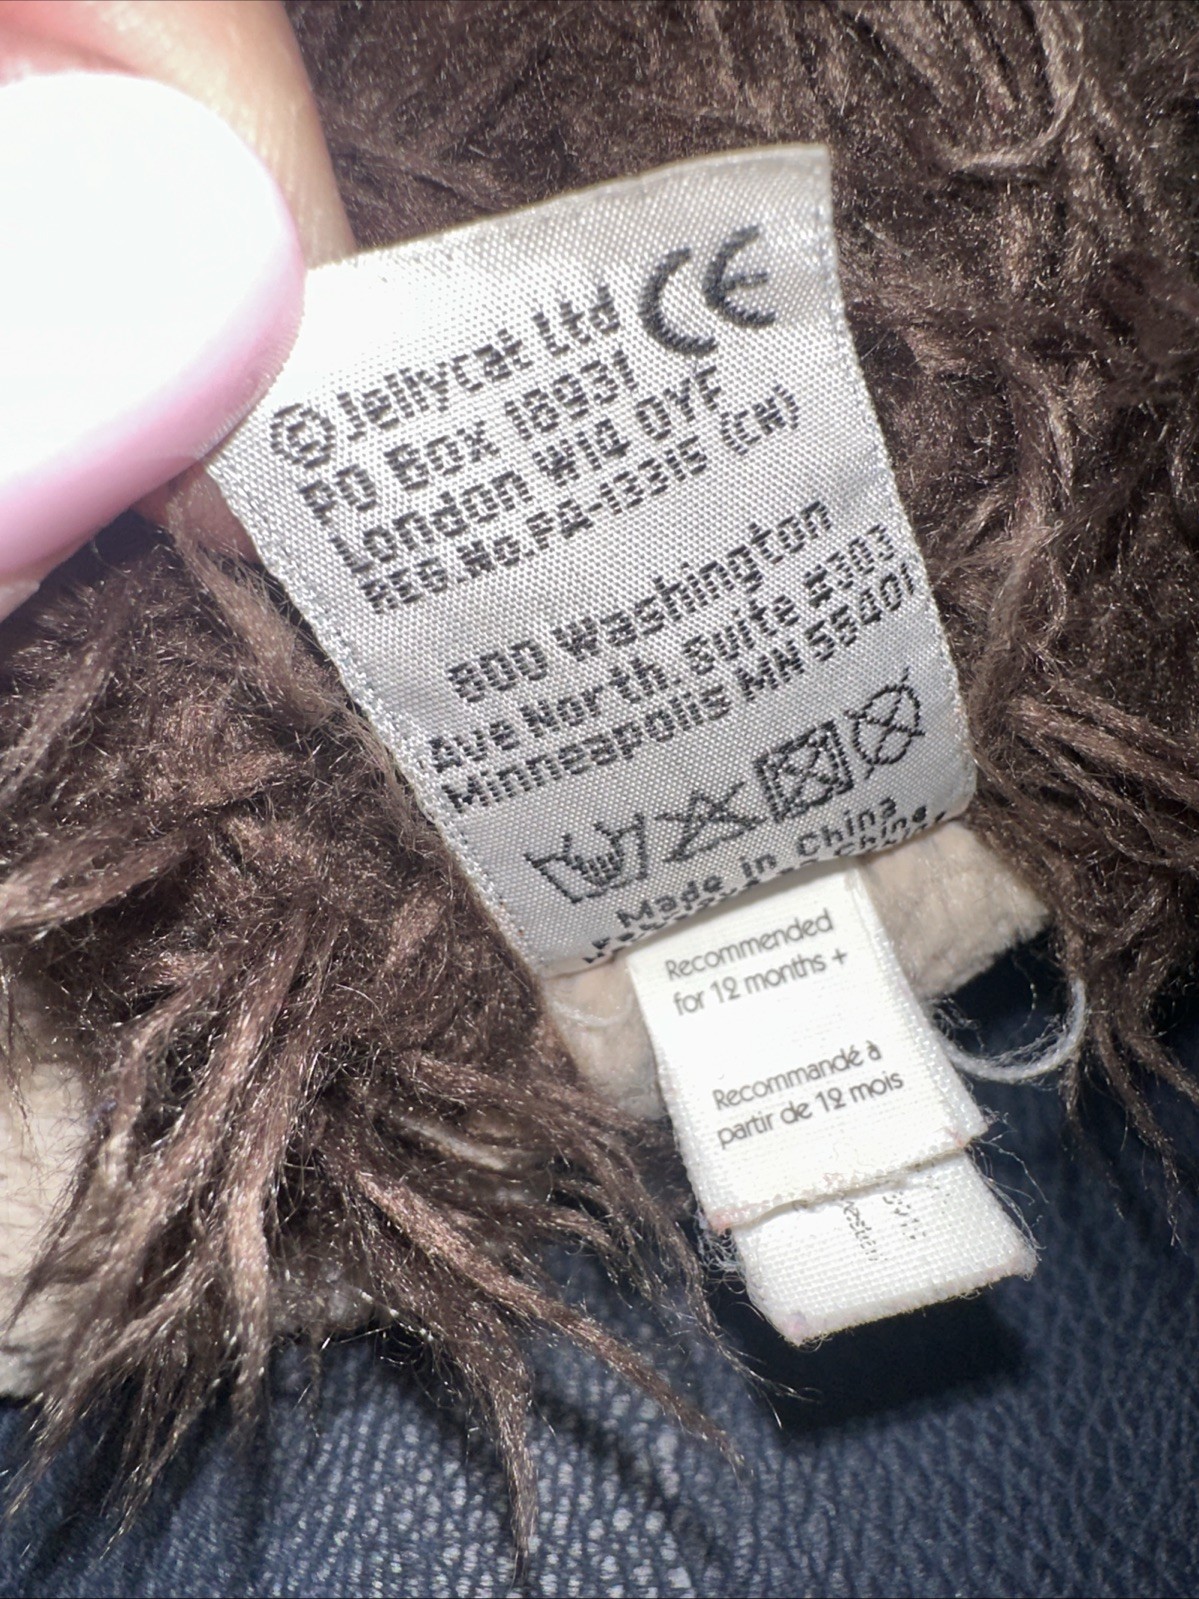 CE
©Jellycat Ltd
PO Box 18931
London W14 0YF
REG.No.PA-13315 (CN)
800 Washington
Ave North. Suite #303
Minneapolis MN 55401
Made in China
Recommended
for 12 months +
Recommandé à
partir de 12 mois